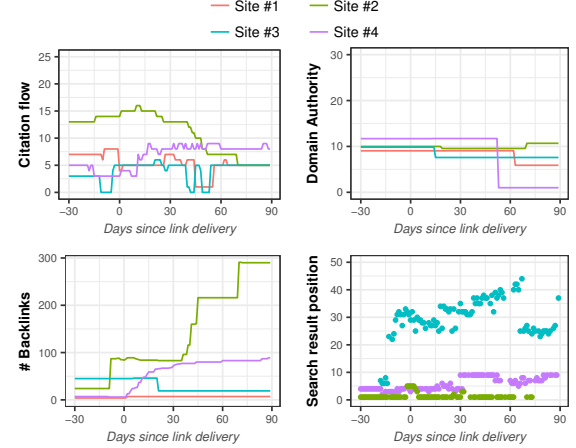 Site #1 Site #2
Site #3 Site #4
Citation flow
25
20
15
10
5
0
−30 0 30 60 90
Days since link delivery
Domain Authority
30
20
10
0
−30 0 30 60 90
Days since link delivery
# Backlinks
300
200
100
0
−30 0 30 60 90
Days since link delivery
Search result position
50
40
30
20
10
0
−30 0 30 60 90
Days since link delivery